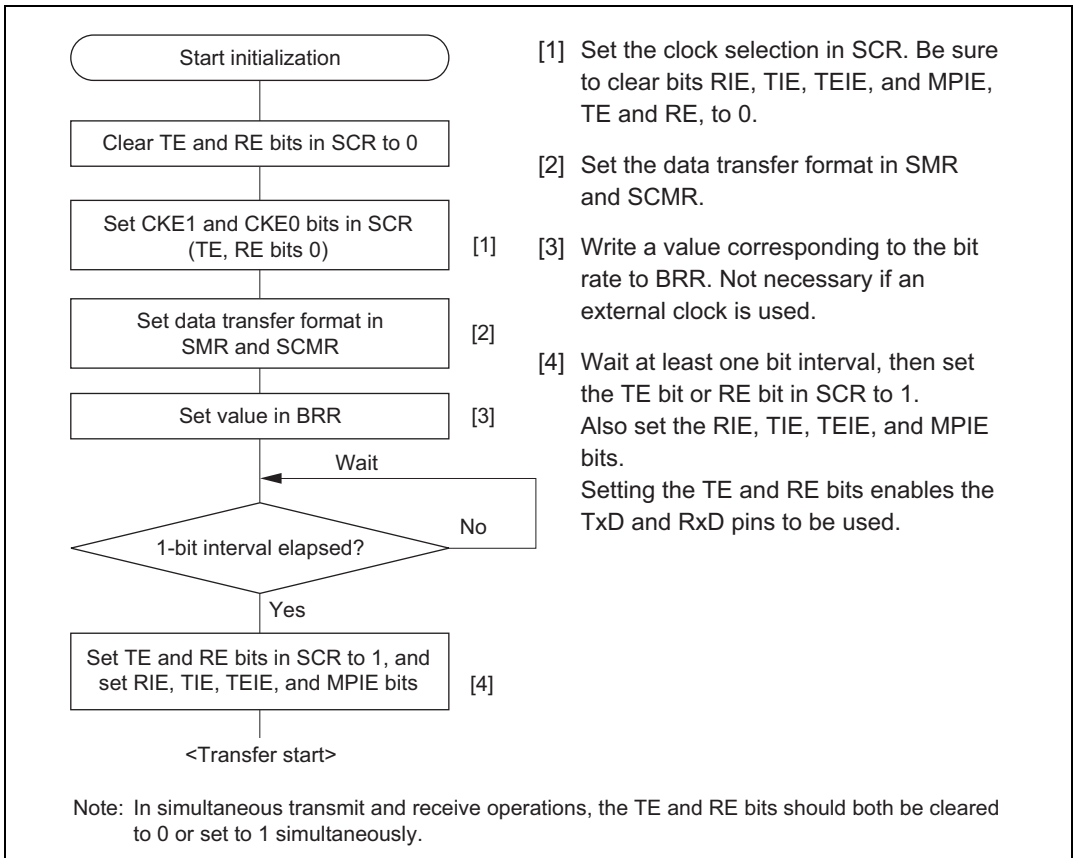 Start initialization
Clear TE and RE bits in SCR to 0
Set CKE1 and CKE0 bits in SCR
(TE, RE bits 0)
[1]
Set data transfer format in
SMR and SCMR
[2]
Set value in BRR
[3]
Wait
1-bit interval elapsed?
No
Yes
Set TE and RE bits in SCR to 1, and
set RIE, TIE, TEIE, and MPIE bits
[4]
<Transfer start>
[1] Set the clock selection in SCR. Be sure
to clear bits RIE, TIE, TEIE, and MPIE,
TE and RE, to 0.
[2] Set the data transfer format in SMR
and SCMR.
[3] Write a value corresponding to the bit
rate to BRR. Not necessary if an
external clock is used.
[4] Wait at least one bit interval, then set
the TE bit or RE bit in SCR to 1.
Also set the RIE, TIE, TEIE, and MPIE
bits.
Setting the TE and RE bits enables the
TxD and RxD pins to be used.
Note: In simultaneous transmit and receive operations, the TE and RE bits should both be cleared
to 0 or set to 1 simultaneously.